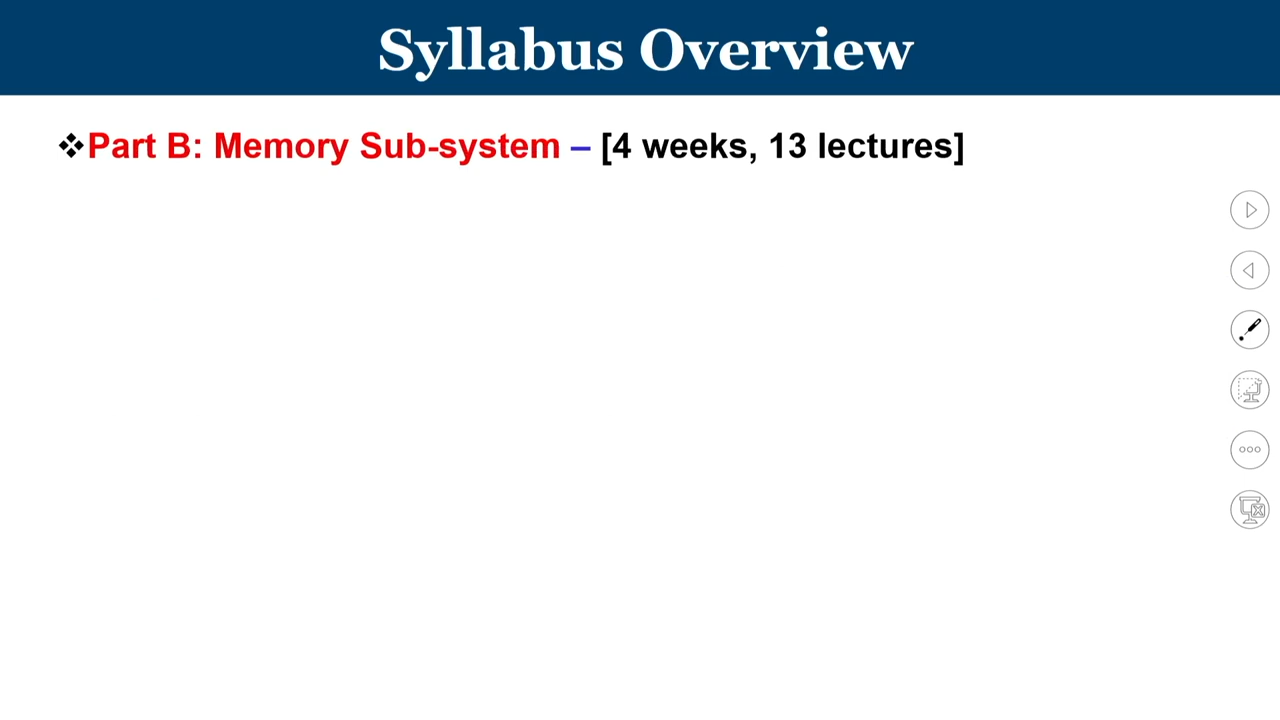 Syllabus Overview
❖Part B: Memory Sub-system – [4 weeks, 13 lectures]